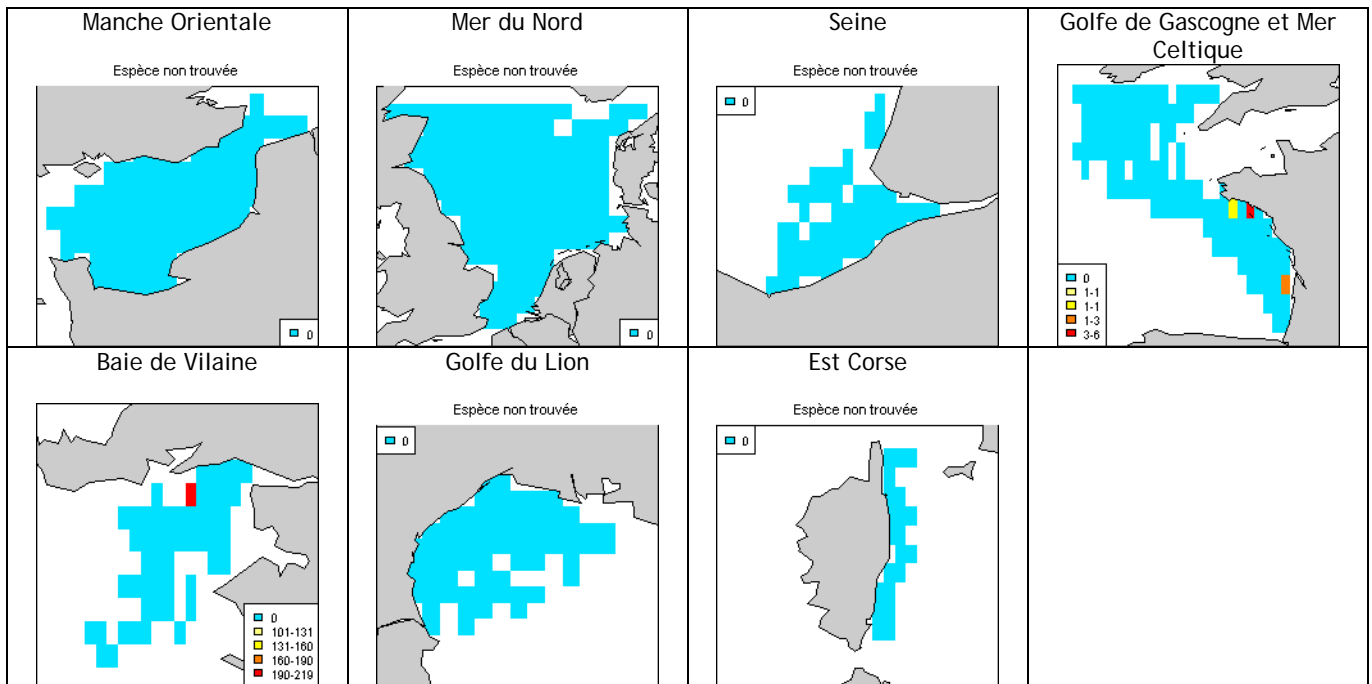 Manche Orientale
Espèce non trouvée
0
Mer du Nord
Espèce non trouvée
0
Seine
Espèce non trouvée
0
Golfe de Gascogne et Mer
Celtique
0
1-1
1-1
1-3
3-6
Baie de Vilaine
0
101-131
131-160
160-190
190-219
Golfe du Lion
Espèce non trouvée
0
Est Corse
Espèce non trouvée
0